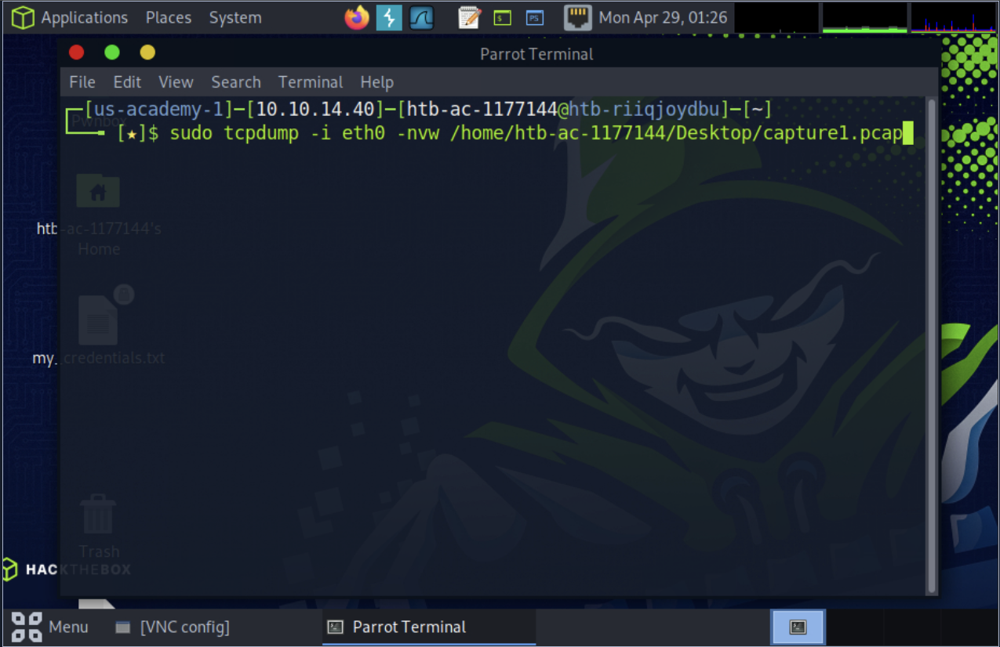 Applications Places System $ PS Mon Apr 29, 01:26
Parrot Terminal
File Edit View Search Terminal Help
┌─[us-academy-1]─[10.10.14.40]─[htb-ac-1177144@htb-riiqjoydbu]─[~]
└──╼ [★]$ sudo tcpdump -i eth0 -nvw /home/htb-ac-1177144/Desktop/capture1.pcap
Pwnbox
htb-ac-1177144's
Home
my_credentials.txt
Trash
HACKTHEBOX
Menu [VNC config] Parrot Terminal